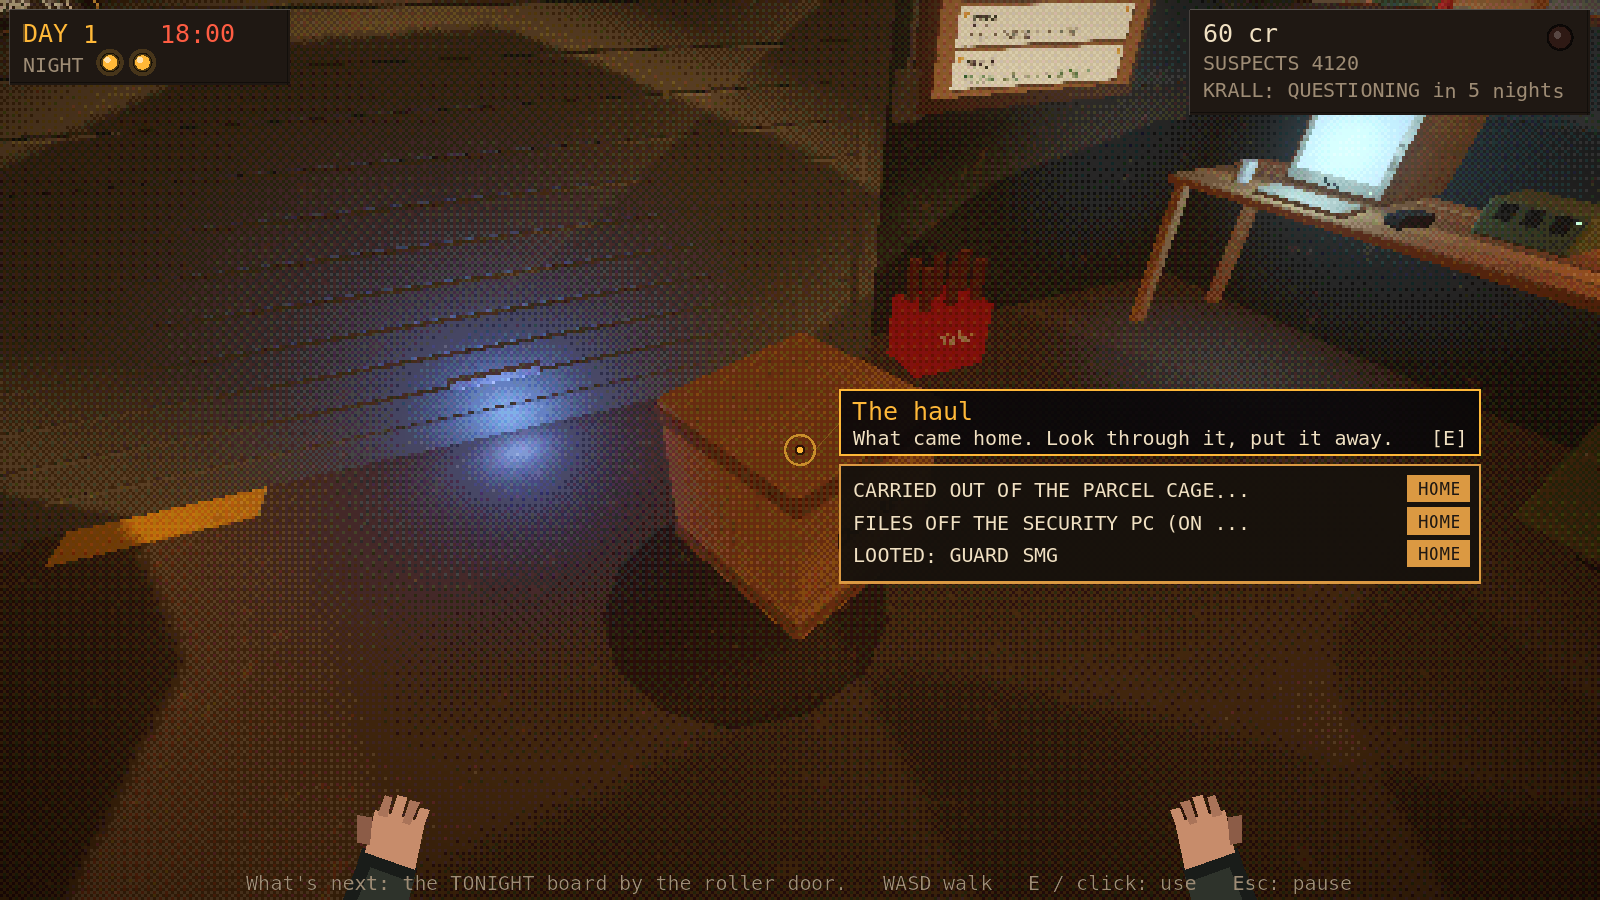 DAY 1 18:00
NIGHT
60 cr
SUSPECTS 4120
KRALL: QUESTIONING in 5 nights
The haul
What came home. Look through it, put it away. [E]
CARRIED OUT OF THE PARCEL CAGE... HOME
FILES OFF THE SECURITY PC (ON ... HOME
LOOTED: GUARD SMG HOME
What's next: the TONIGHT board by the roller door. WASD walk E / click: use Esc: pause